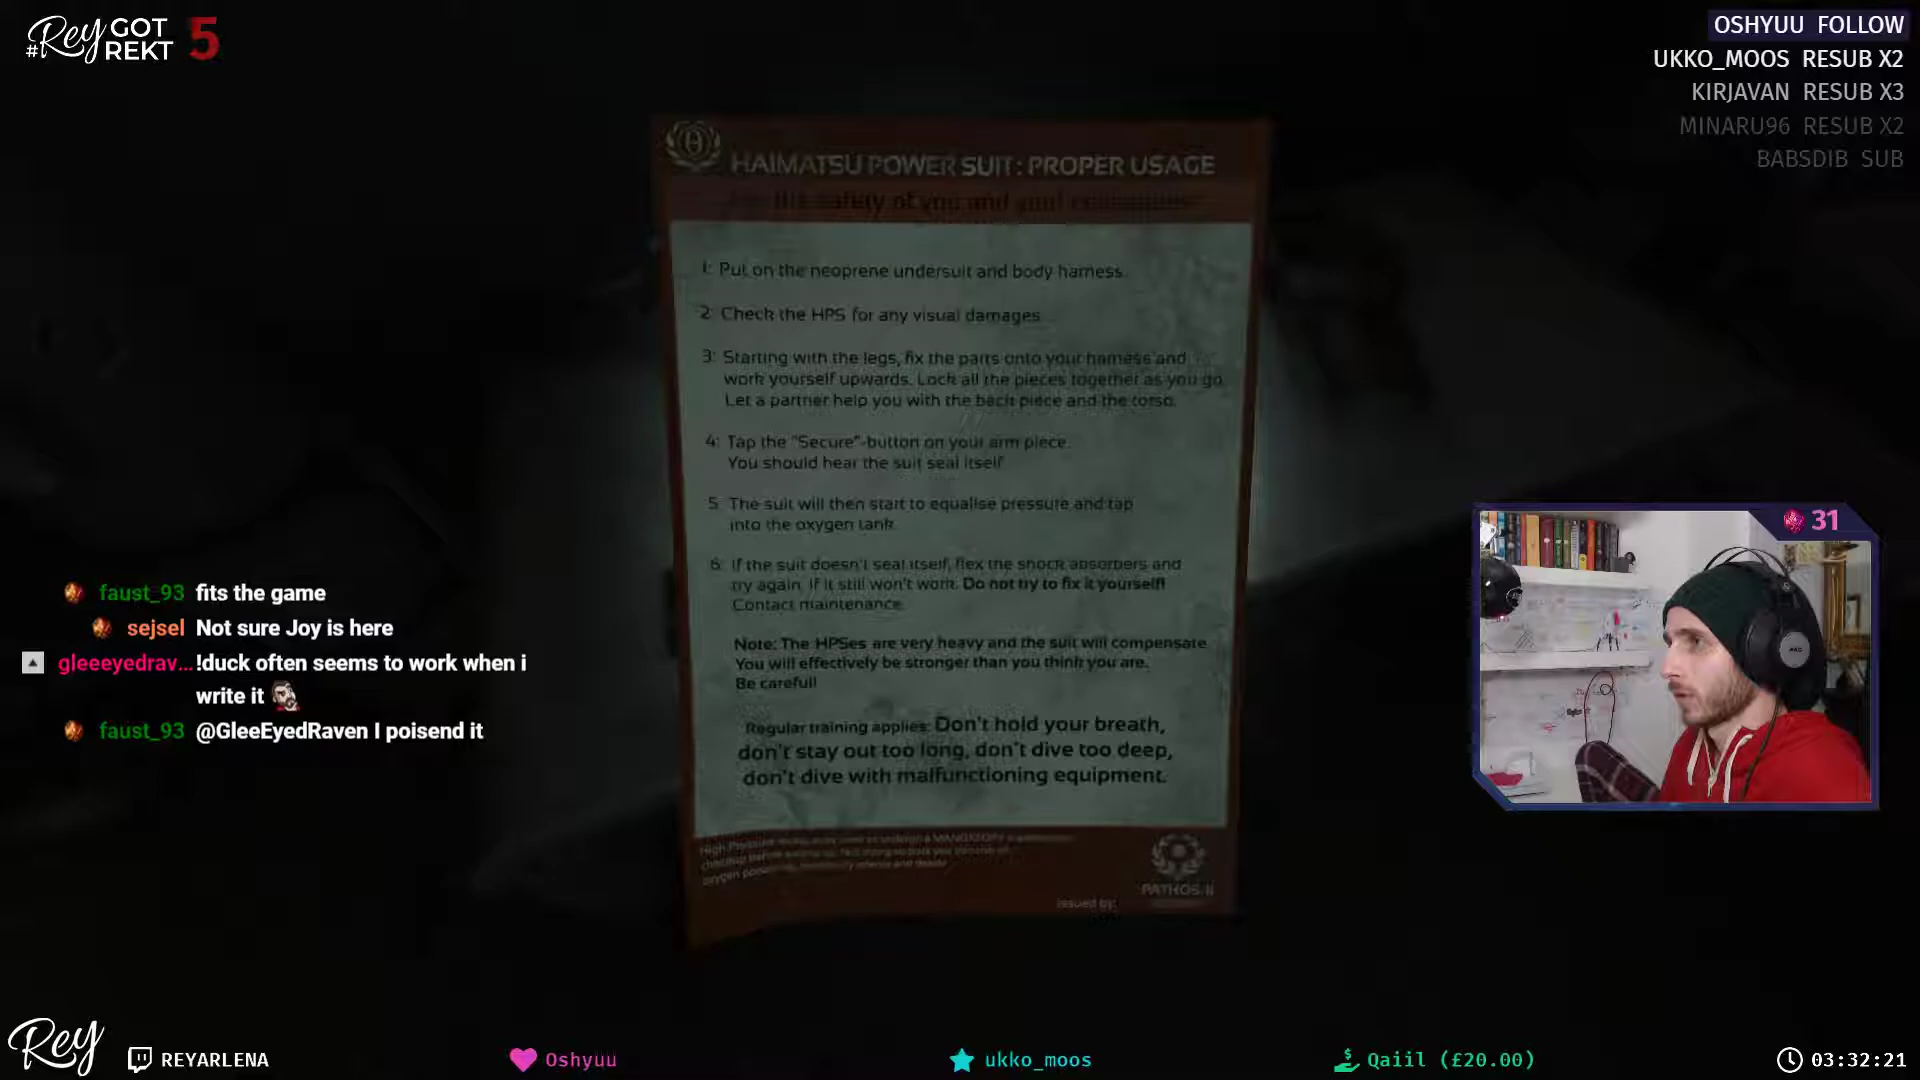 #Rey GOT REKT 5
OSHYUU FOLLOW
UKKO_MOOS RESUB X2
KIRJAVAN RESUB X3
MINARU96 RESUB X2
BABSDIB SUB
HAIMATSU POWER SUIT: PROPER USAGE
the safety of you and your
1: Put on the neoprene undersuit and body harness.
2: Check the HPS for any visual damages.
3: Starting with the legs, fix the parts onto your harness and
work yourself upwards. Lock all the pieces together as you go.
Let a partner help you with the back piece and the torso.
4: Tap the "Secure"-button on your arm piece.
You should hear the suit seal itself.
5: The suit will then start to equalise pressure and tap
into the oxygen tank.
6: If the suit doesn't seal itself, flex the shock absorbers and
try again. If it still won't work. Do not try to fix it yourself!
Contact maintenance.
Note: The HPSes are very heavy and the suit will compensate
You will effectively be stronger than you think you are.
Be careful!
Regular training applies: Don't hold your breath,
don't stay out too long, don't dive too deep,
don't dive with malfunctioning equipment.
PATHOS-II
Issued by:
31
faust_93 fits the game
sejsel Not sure Joy is here
gleeeyedrav... !duck often seems to work when i
write it
faust_93 @GleeEyedRaven I poisend it
Rey
REYARLENA
Oshyuu
ukko_moos
Qaiil (£20.00)
03:32:21